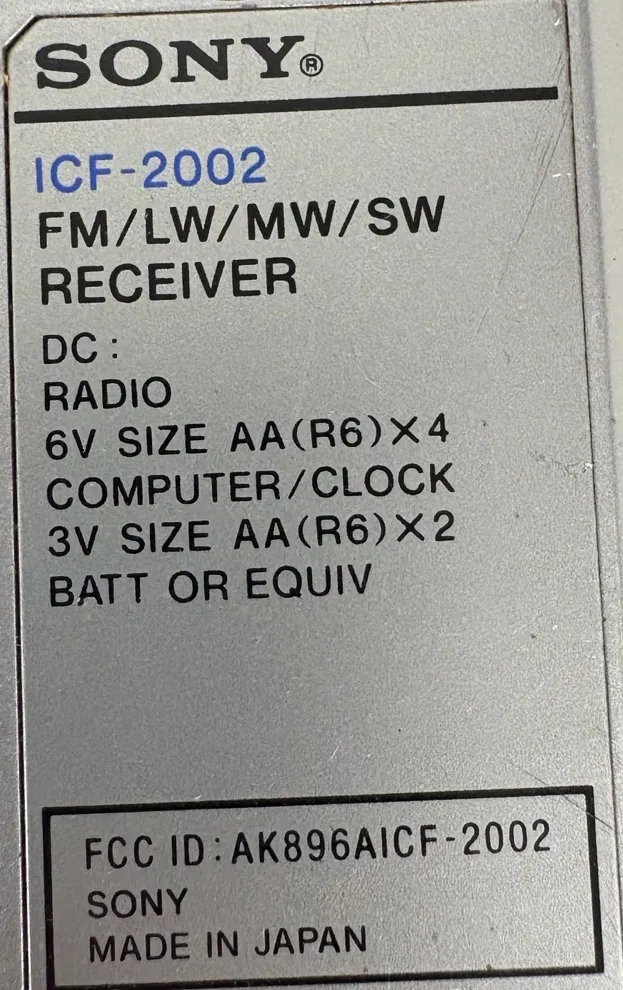 SONY®
ICF-2002
FM/LW/MW/SW
RECEIVER
DC:
RADIO
6V SIZE AA(R6)×4
COMPUTER/CLOCK
3V SIZE AA(R6)×2
BATT OR EQUIV
FCC ID:AK896AICF-2002
SONY
MADE IN JAPAN